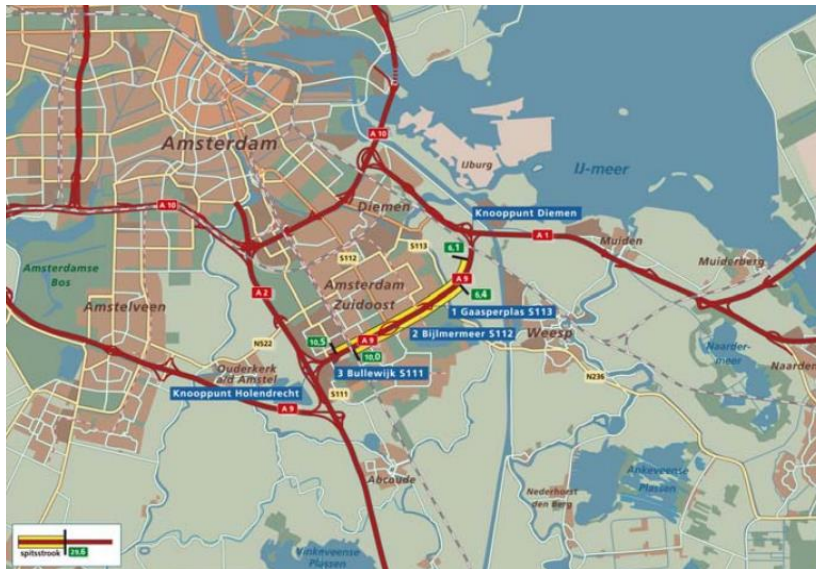 A 10
Amsterdam
IJburg
IJ-meer
Diemen
Knooppunt Diemen
A 10
A 1
Muiden
S113
6,1
S112
Muiderberg
Amsterdamse
Bos
A 9
A 2
Amsterdam
Zuidoost
6,4
Amstelveen
1 Gaasperplas S113
2 Bijlmermeer S112
Weesp
Naarder-
meer
N522
10,5
A 9
10,0
Ouderkerk
a/d Amstel
3 Bullewijk S111
Naarden
N236
Knooppunt Holendrecht
S111
A 9
Abcoude
Ankeveense
Plassen
Nederhorst
den Berg
spitsstrook
29,6
Vinkeveense
Plassen